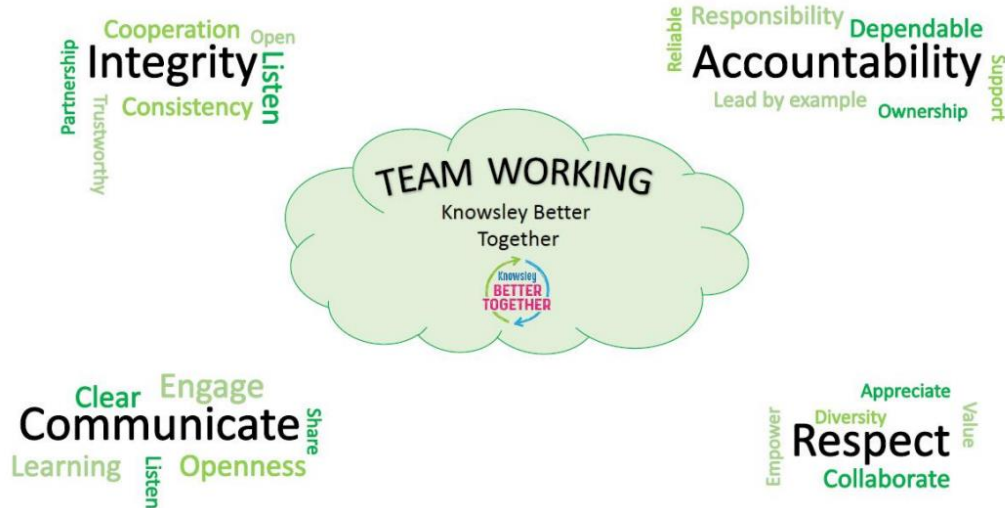 Cooperation
Open
Integrity
Listen
Partnership
Trustworthy
Consistency
Responsibility
Reliable
Dependable
Accountability
Support
Lead by example
Ownership
TEAM WORKING
Knowsley Better
Together
Knowsley
BETTER
TOGETHER
Engage
Clear
Communicate
Share
Learning
Listen
Openness
Appreciate
Diversity
Value
Empower
Respect
Collaborate